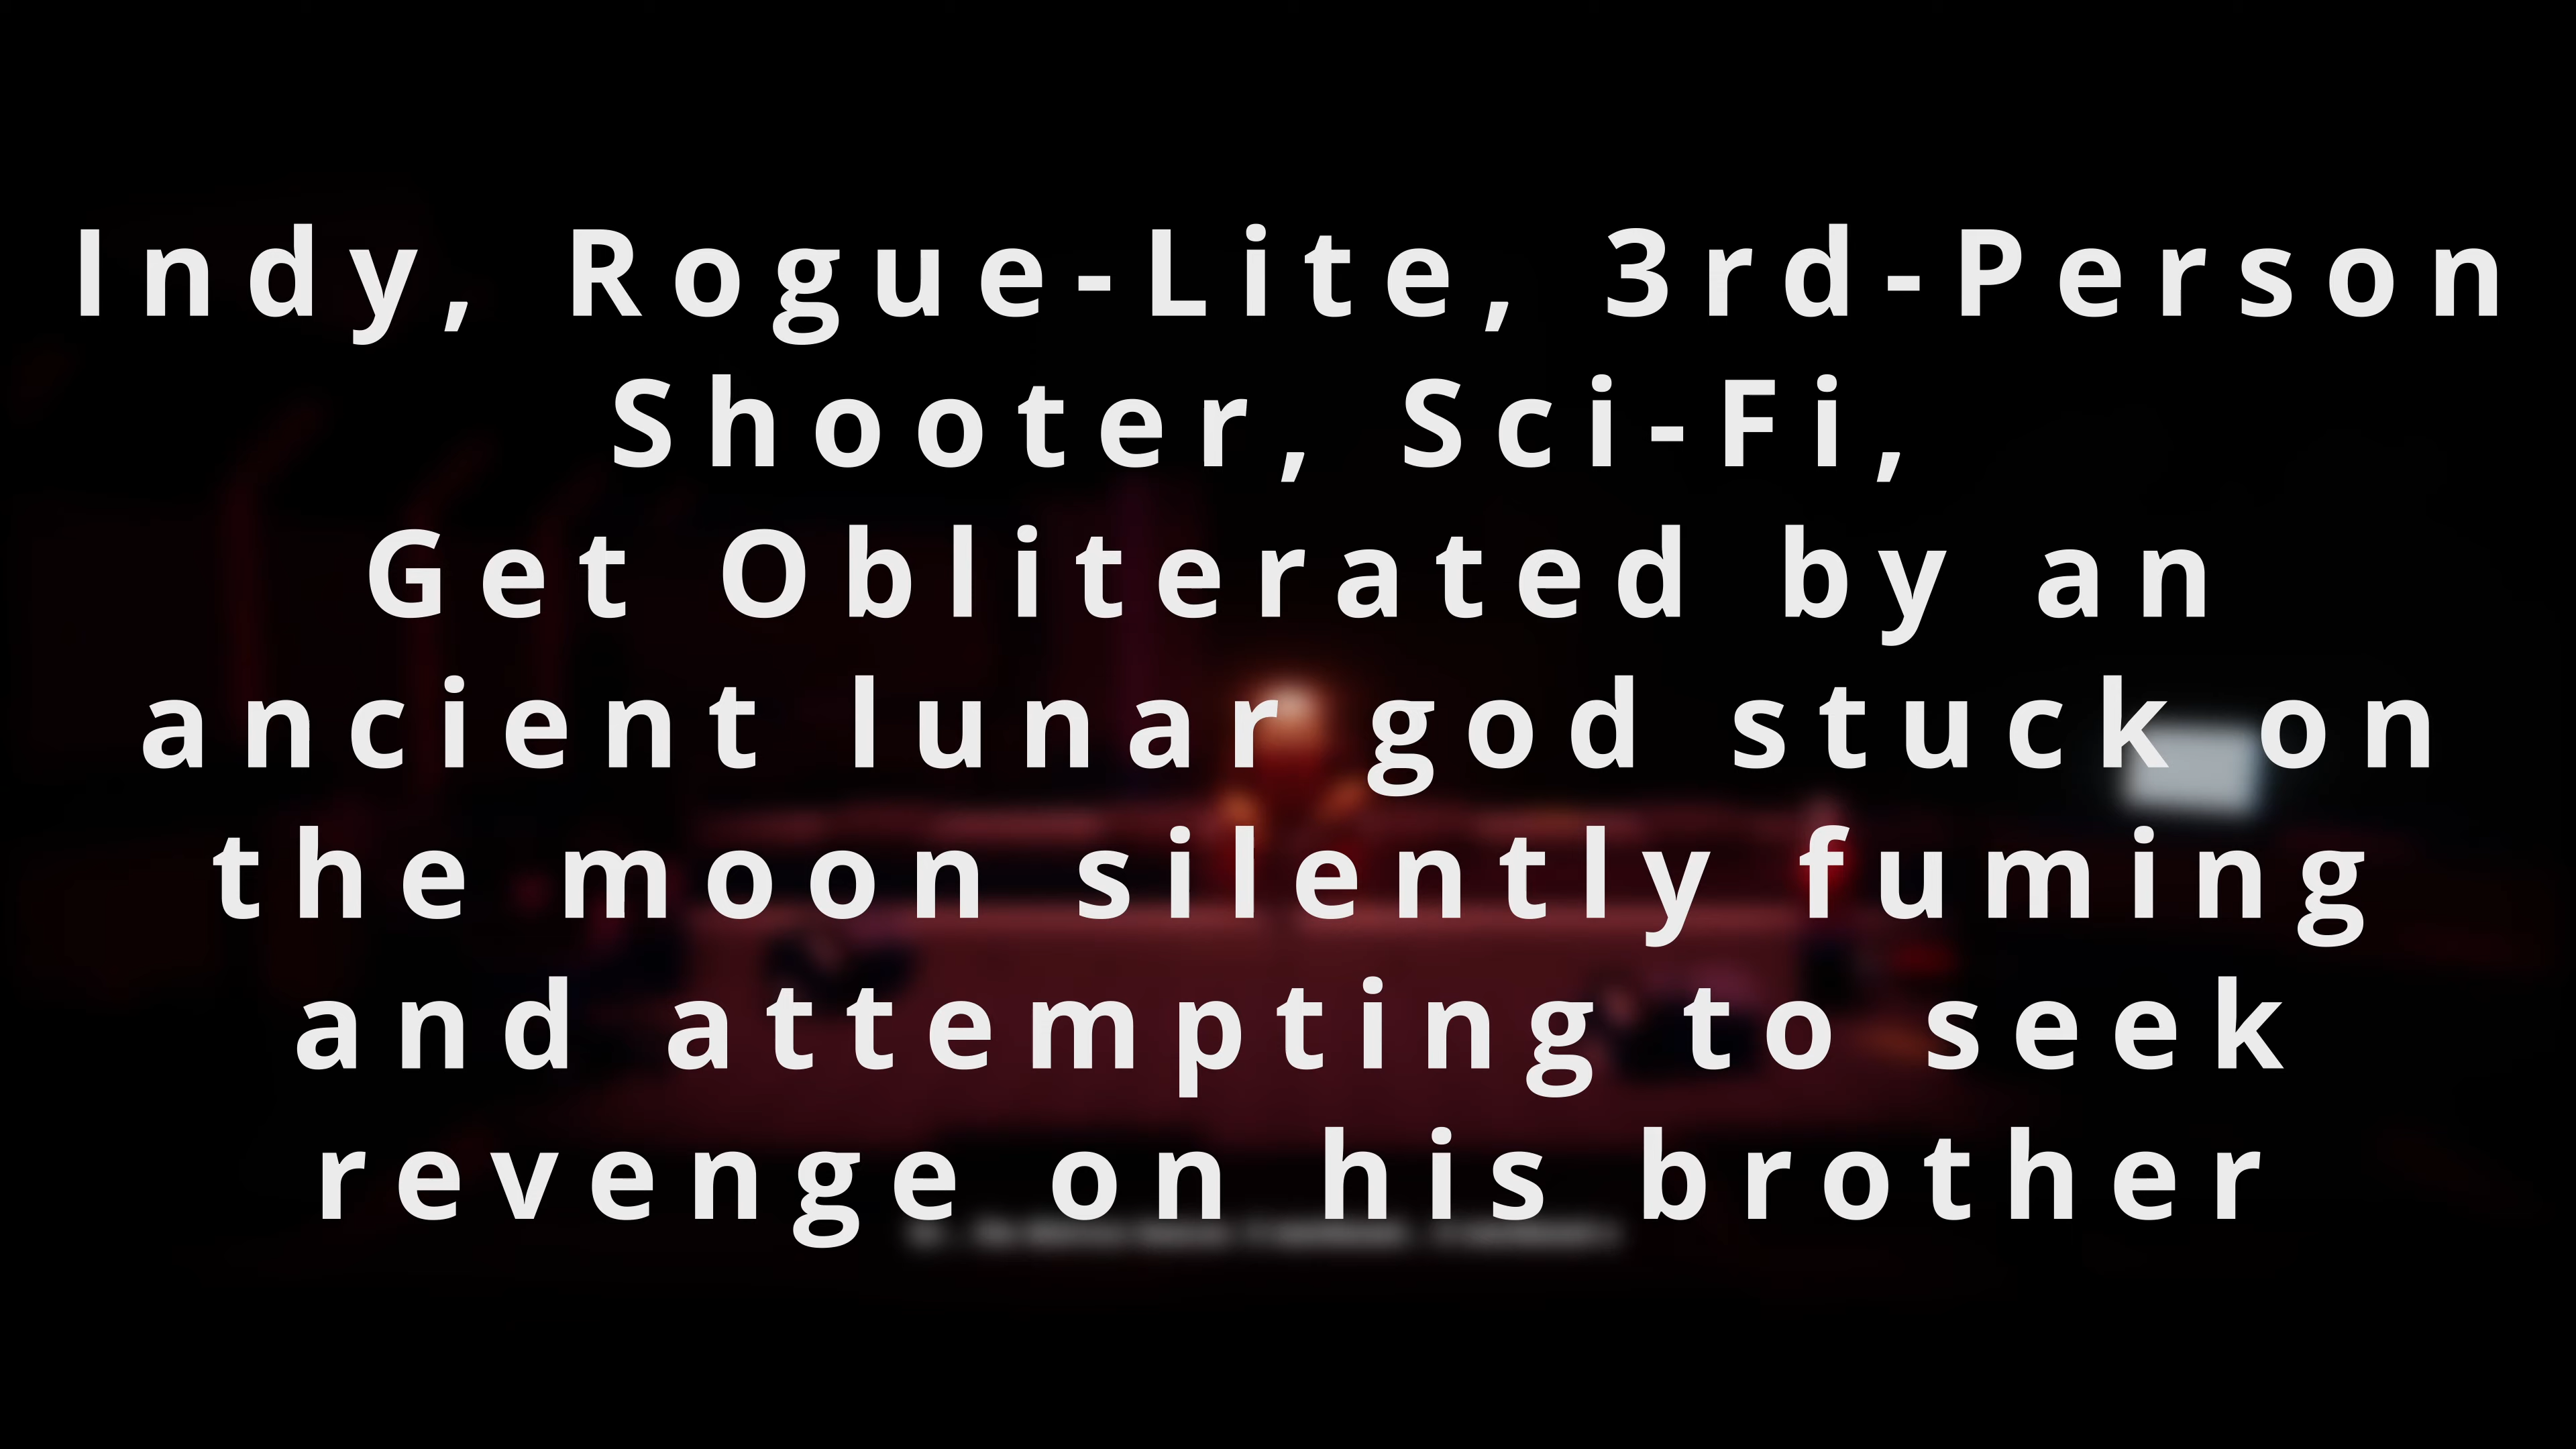 Indy, Rogue-Lite, 3rd-Person
Shooter, Sci-Fi,
Get Obliterated by an
ancient lunar god stuck on
the moon silently fuming
and attempting to seek
revenge on his brother